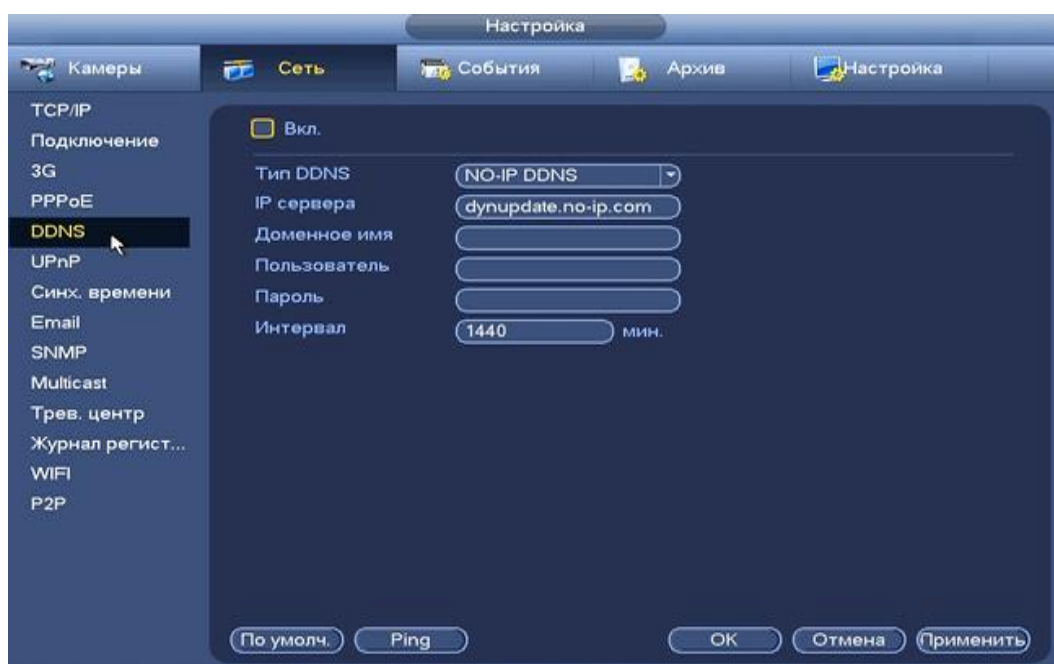 Настройка
Камеры
Сеть
События
Архив
Настройка
TCP/IP
Подключение
3G
PPPoE
DDNS
UPnP
Синх. времени
Email
SNMP
Multicast
Трев. центр
Журнал регист...
WIFI
P2P
Вкл.
Тип DDNS NO-IP DDNS
IP сервера dynupdate.no-ip.com
Доменное имя
Пользователь
Пароль
Интервал 1440 мин.
По умолч. Ping OK Отмена Применить